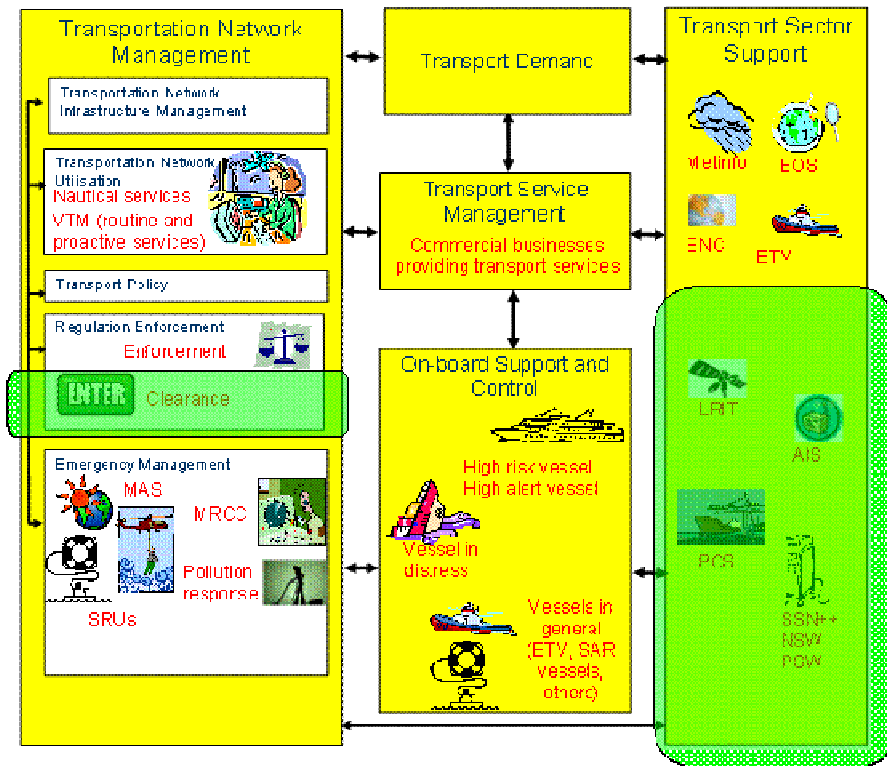 Transportation Network
Management
Transportation Network
Infrastructure Management
Transportation Network
Utilisation
Nautical services
VTM (routine and
proactive services)
Transport Policy
Regulation Enforcement
Enforcement
ENTER
Clearance
Emergency Management
MAS
MRCC
Pollution
response
SRUs
Transport Demand
Transport Service
Management
Commercial businesses
providing transport services
On-board Support and
Control
High risk vessel
High alert vessel
Vessel in
distress
Vessels in
general
(ETV, SAR
vessels,
others)
Transport Sector
Support
MetInfo
EOS
ENC
ETV
LRIT
AIS
PCS
SSN++
NSW
POW